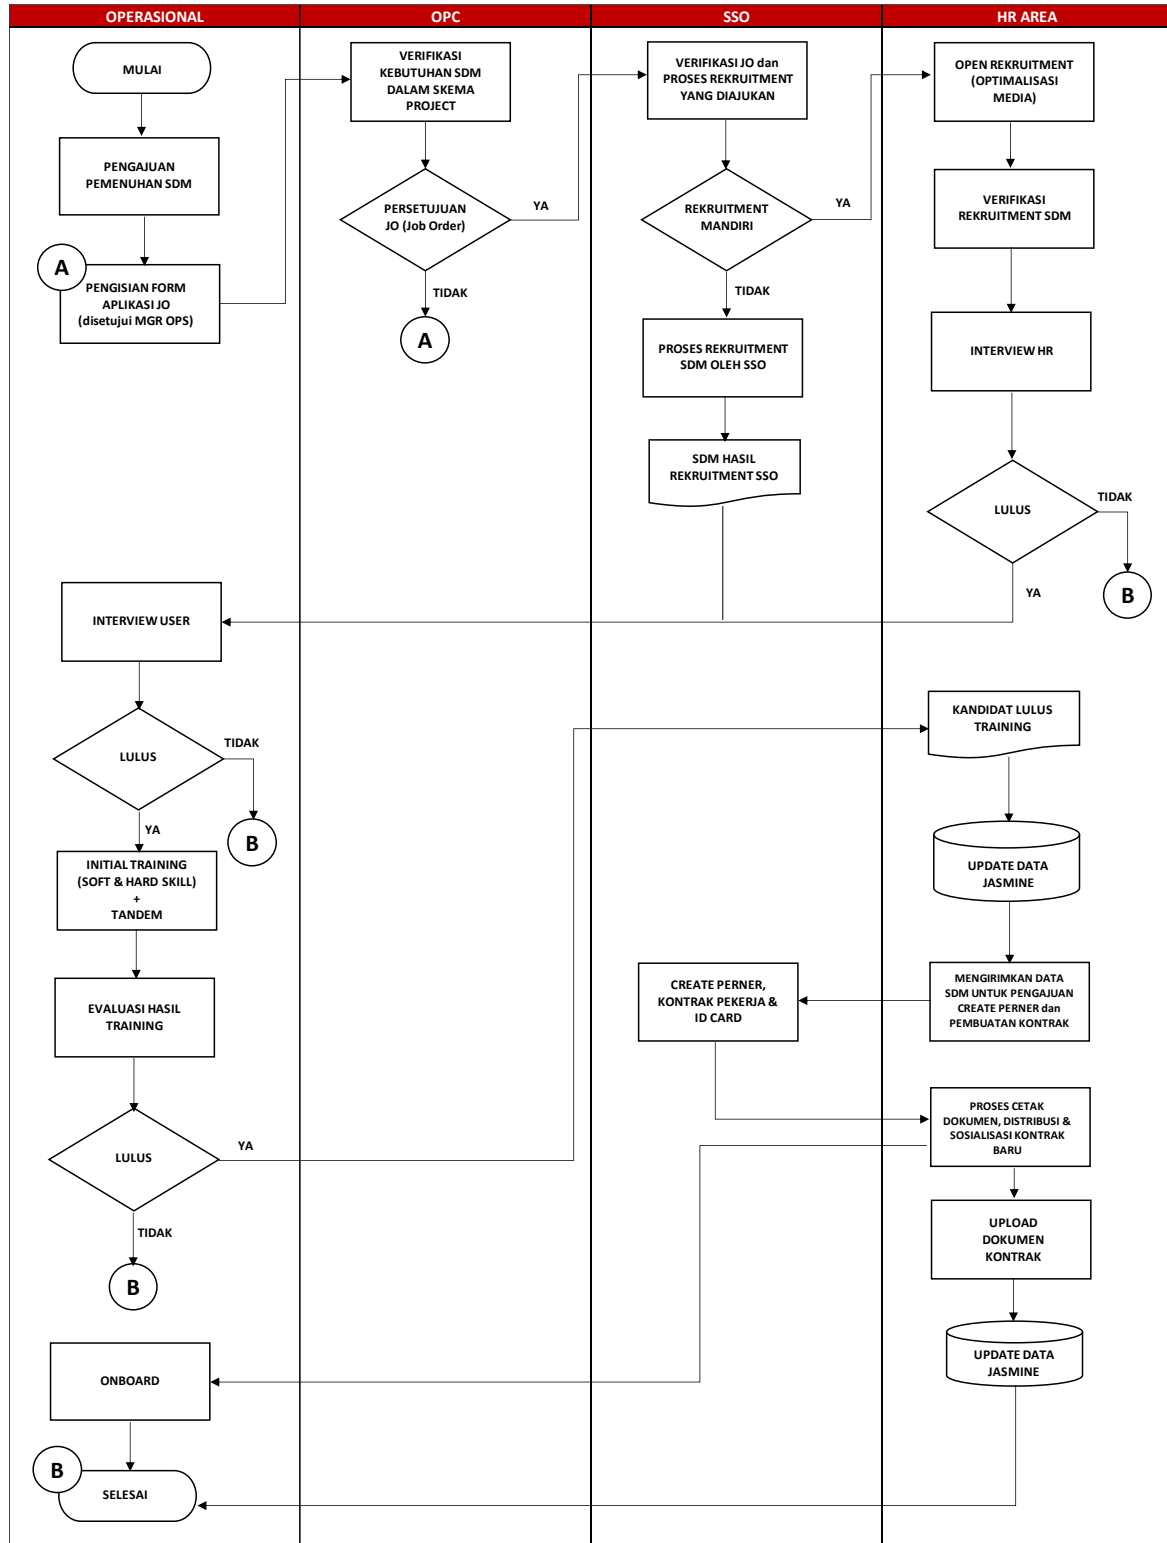 OPERASIONAL
OPC
SSO
HR AREA
MULAI
VERIFIKASI
KEBUTUHAN SDM
DALAM SKEMA
PROJECT
VERIFIKASI JO dan
PROSES REKRUITMENT
YANG DIAJUKAN
OPEN REKRUITMENT
(OPTIMALISASI
MEDIA)
PENGAJUAN
PEMENUHAN SDM
PERSETUJUAN
JO (Job Order)
YA
REKRUITMENT
MANDIRI
YA
VERIFIKASI
REKRUITMENT SDM
A
PENGISIAN FORM
APLIKASI JO
(disetujui MGR OPS)
TIDAK
A
TIDAK
PROSES REKRUITMENT
SDM OLEH SSO
INTERVIEW HR
SDM HASIL
REKRUITMENT SSO
LULUS
TIDAK
B
YA
INTERVIEW USER
LULUS
TIDAK
B
YA
KANDIDAT LULUS
TRAINING
INITIAL TRAINING
(SOFT & HARD SKILL)
+
TANDEM
UPDATE DATA
JASMINE
EVALUASI HASIL
TRAINING
CREATE PERNER,
KONTRAK PEKERJA &
ID CARD
MENGIRIMKAN DATA
SDM UNTUK PENGAJUAN
CREATE PERNER dan
PEMBUATAN KONTRAK
LULUS
YA
PROSES CETAK
DOKUMEN, DISTRIBUSI &
SOSIALISASI KONTRAK
BARU
TIDAK
B
UPLOAD
DOKUMEN
KONTRAK
ONBOARD
UPDATE DATA
JASMINE
B
SELESAI